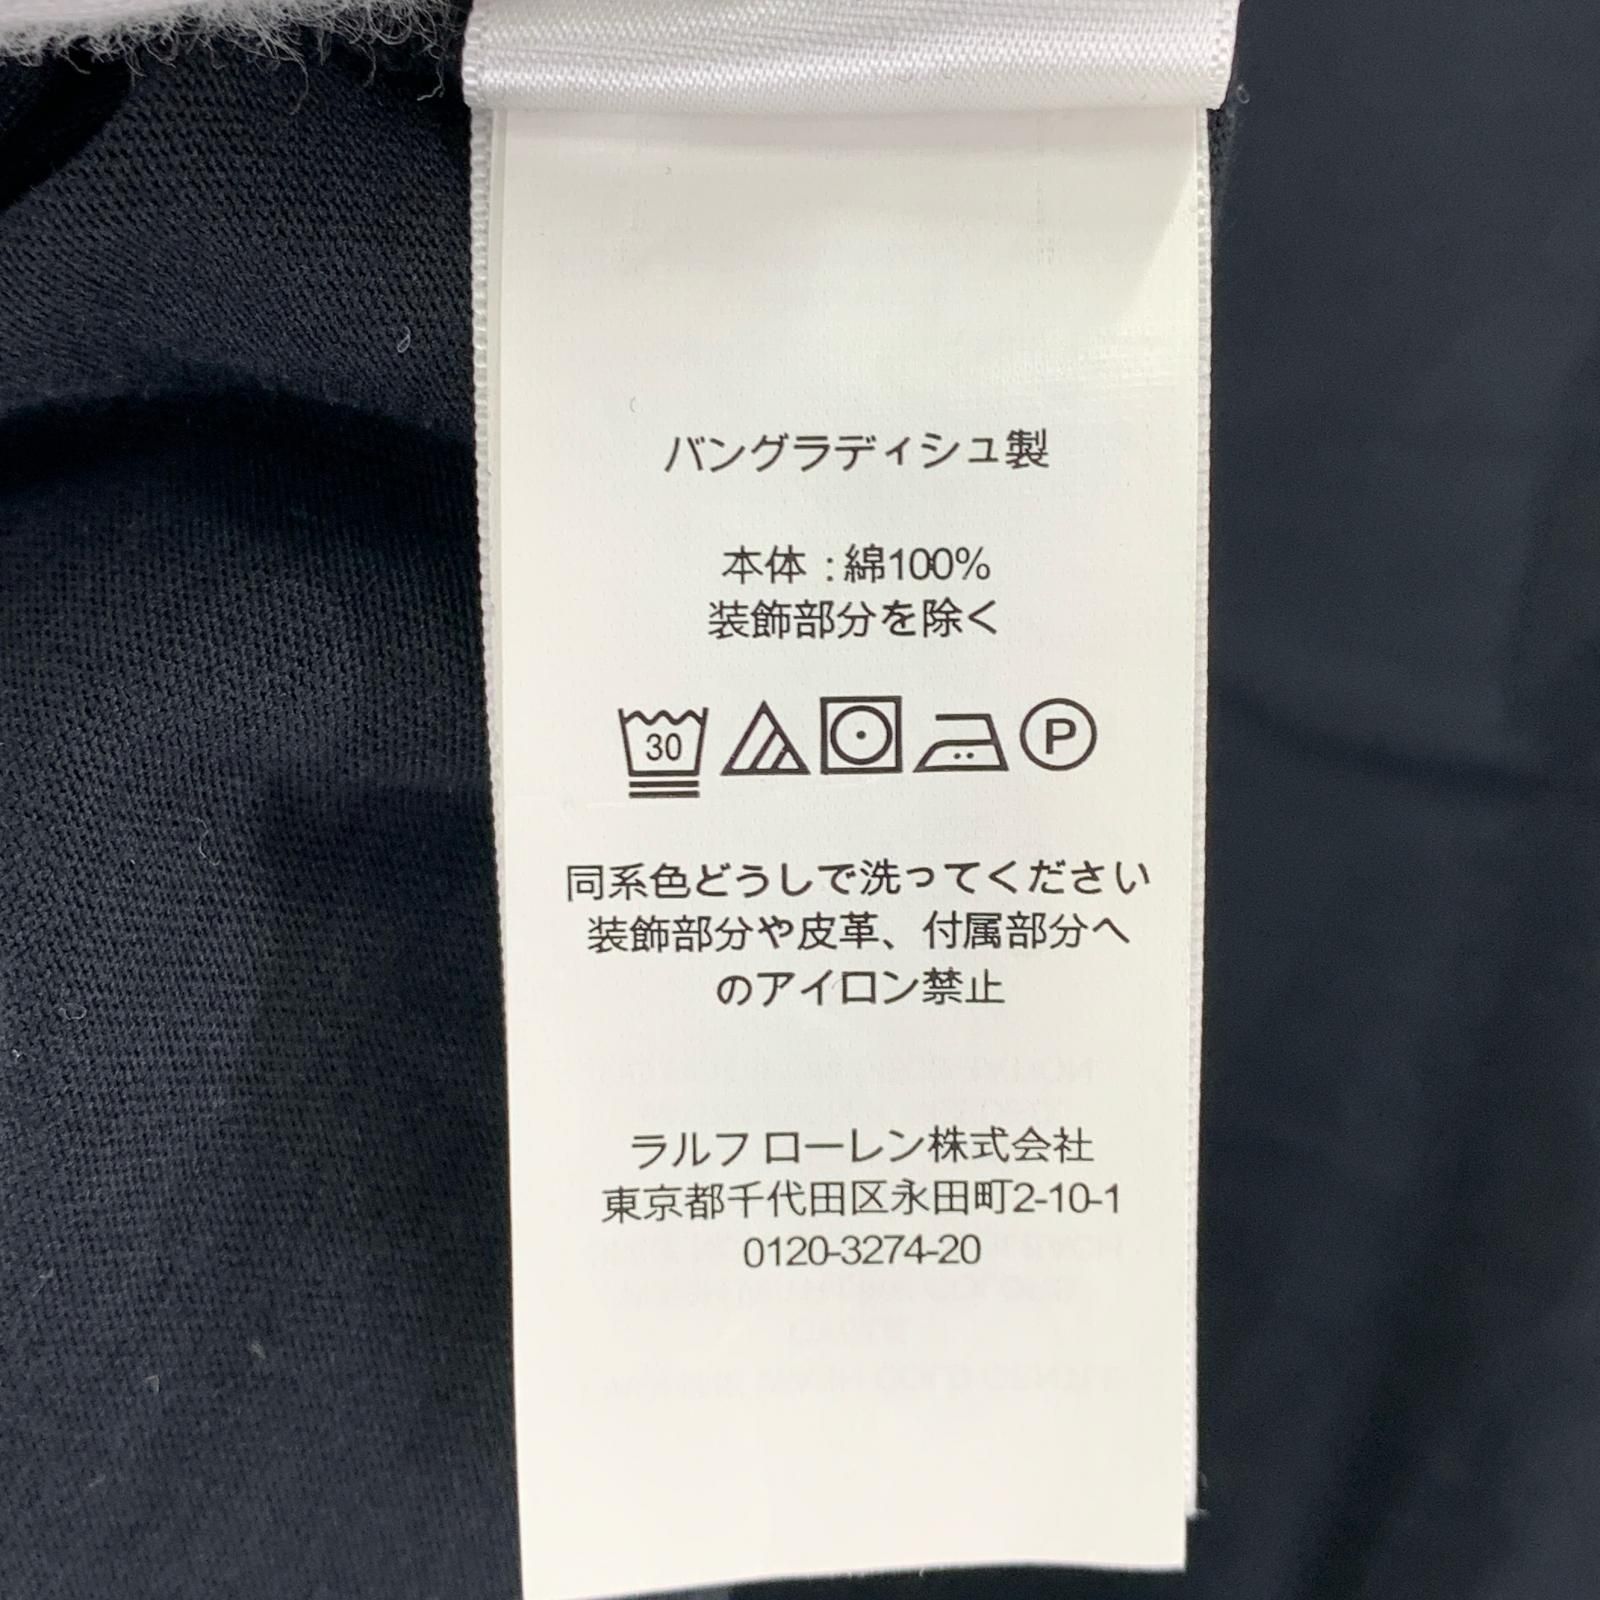 バングラディシュ製
本体 : 綿100%
装飾部分を除く
30 P
同系色どうしで洗ってください
装飾部分や皮革、付属部分へ
のアイロン禁止
ラルフ ローレン株式会社
東京都千代田区永田町2-10-1
0120-3274-20